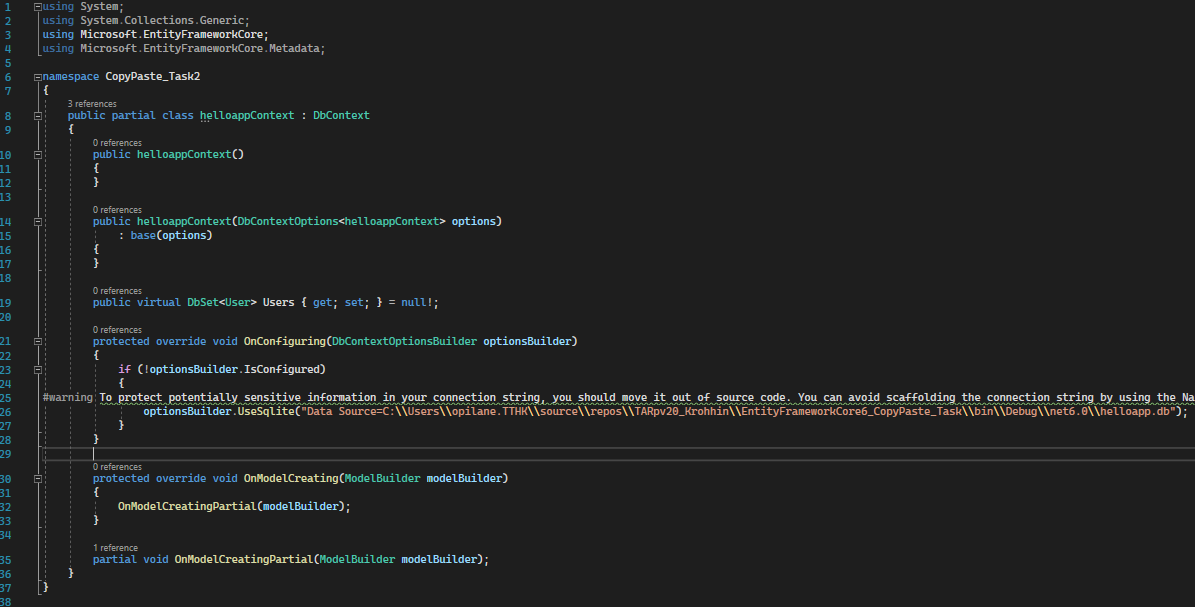 1 using System;
2 using System.Collections.Generic;
3 using Microsoft.EntityFrameworkCore;
4 using Microsoft.EntityFrameworkCore.Metadata;
5
6 namespace CopyPaste_Task2
7 {
3 references
8 public partial class helloappContext : DbContext
9 {
0 references
10 public helloappContext()
11 {
12 }
13
0 references
14 public helloappContext(DbContextOptions<helloappContext> options)
15 : base(options)
16 {
17 }
18
0 references
19 public virtual DbSet<User> Users { get; set; } = null!;
20
0 references
21 protected override void OnConfiguring(DbContextOptionsBuilder optionsBuilder)
22 {
23 if (!optionsBuilder.IsConfigured)
24 {
25 #warning To protect potentially sensitive information in your connection string, you should move it out of source code. You can avoid scaffolding the connection string by using the Na
26 optionsBuilder.UseSqlite("Data Source=C:\\Users\\opilane.TTHK\\source\\repos\\TARpv20_Krohhin\\EntityFrameworkCore6_CopyPaste_Task\\bin\\Debug\\net6.0\\helloapp.db");
27 }
28 }
29
0 references
30 protected override void OnModelCreating(ModelBuilder modelBuilder)
31 {
32 OnModelCreatingPartial(modelBuilder);
33 }
34
1 reference
35 partial void OnModelCreatingPartial(ModelBuilder modelBuilder);
36 }
37 }
38